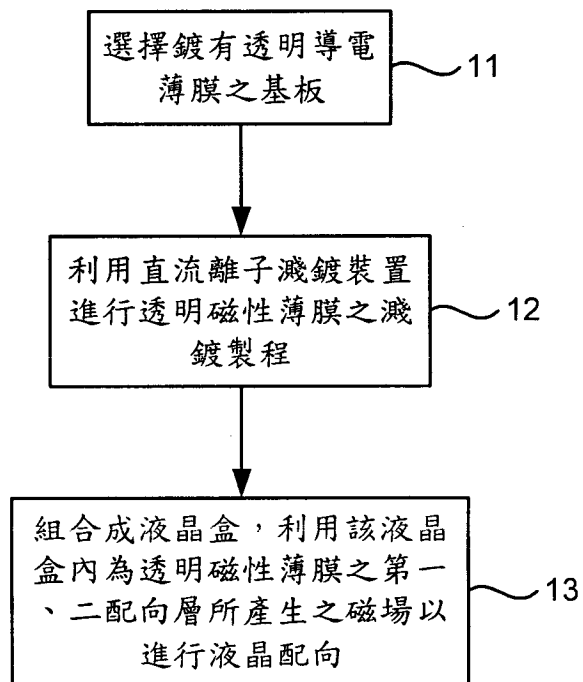 選擇鍍有透明導電
薄膜之基板
11
利用直流離子濺鍍裝置
進行透明磁性薄膜之濺
鍍製程
12
組合成液晶盒，利用該液晶
盒內為透明磁性薄膜之第一
、二配向層所產生之磁場以
進行液晶配向
13